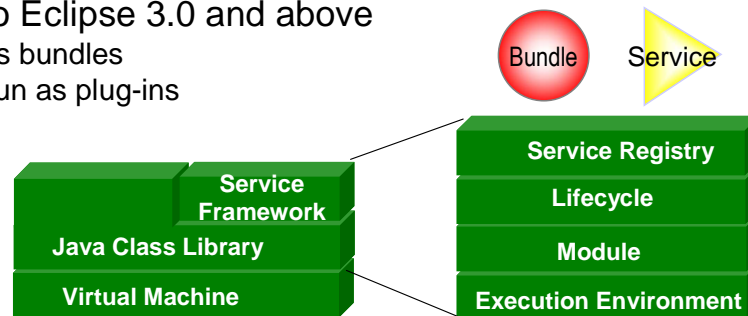 o Eclipse 3.0 and above
s bundles
un as plug-ins
Bundle
Service
Service
Framework
Java Class Library
Virtual Machine
Service Registry
Lifecycle
Module
Execution Environment